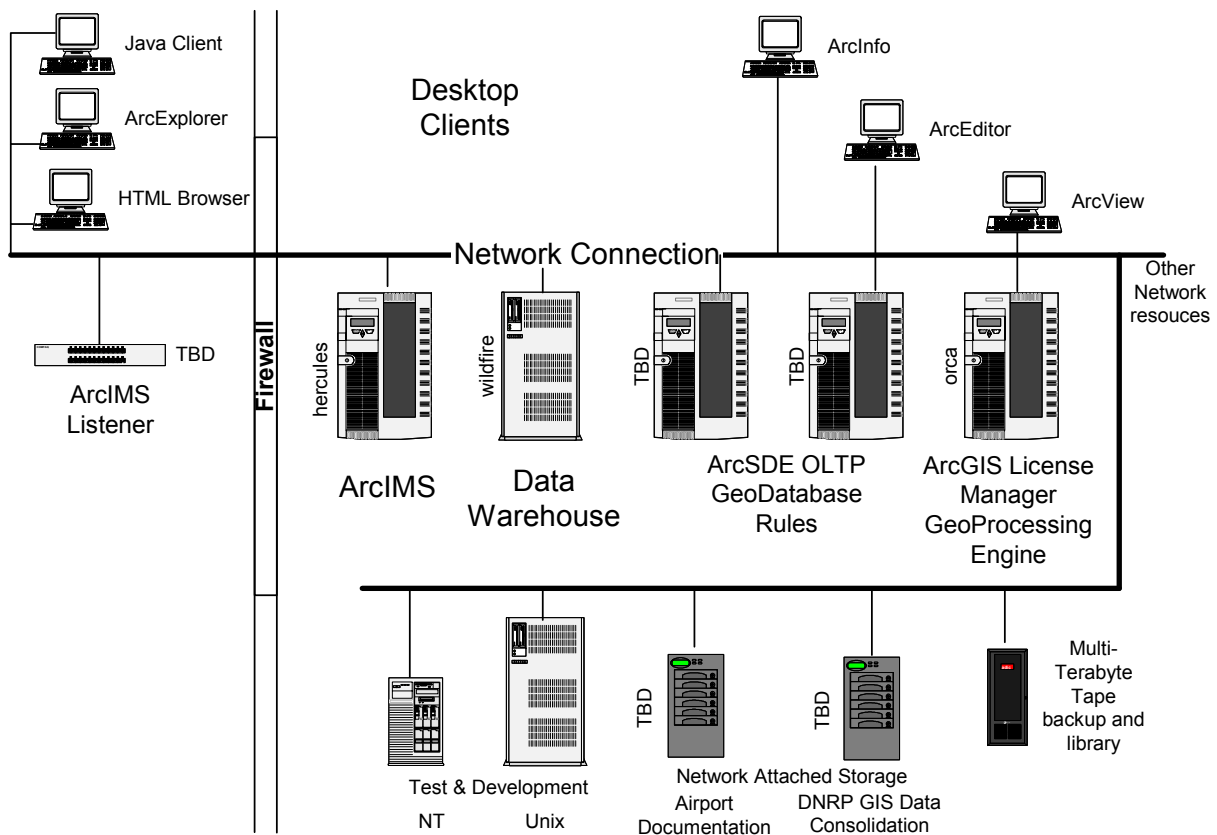 Java Client
ArcExplorer
HTML Browser
Desktop
Clients
ArcInfo
ArcEditor
ArcView
Network Connection
Other
Network
resouces
TBD
ArcIMS
Listener
Firewall
hercules
ArcIMS
wildfire
Data
Warehouse
TBD
TBD
ArcSDE OLTP
GeoDatabase
Rules
orca
ArcGIS License
Manager
GeoProcessing
Engine
Test & Development
NT
Unix
TBD
TBD
Network Attached Storage
Airport
Documentation
DNRP GIS Data
Consolidation
Multi-
Terabyte
Tape
backup and
library